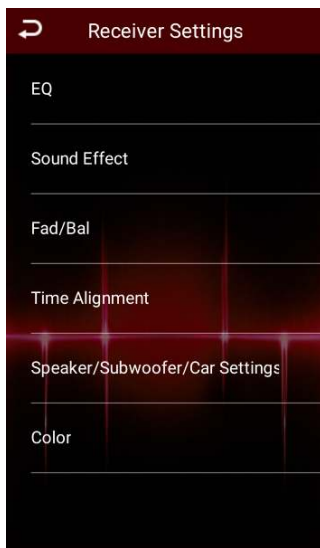 Receiver Settings
EQ
Sound Effect
Fad/Bal
Time Alignment
Speaker/Subwoofer/Car Settings
Color